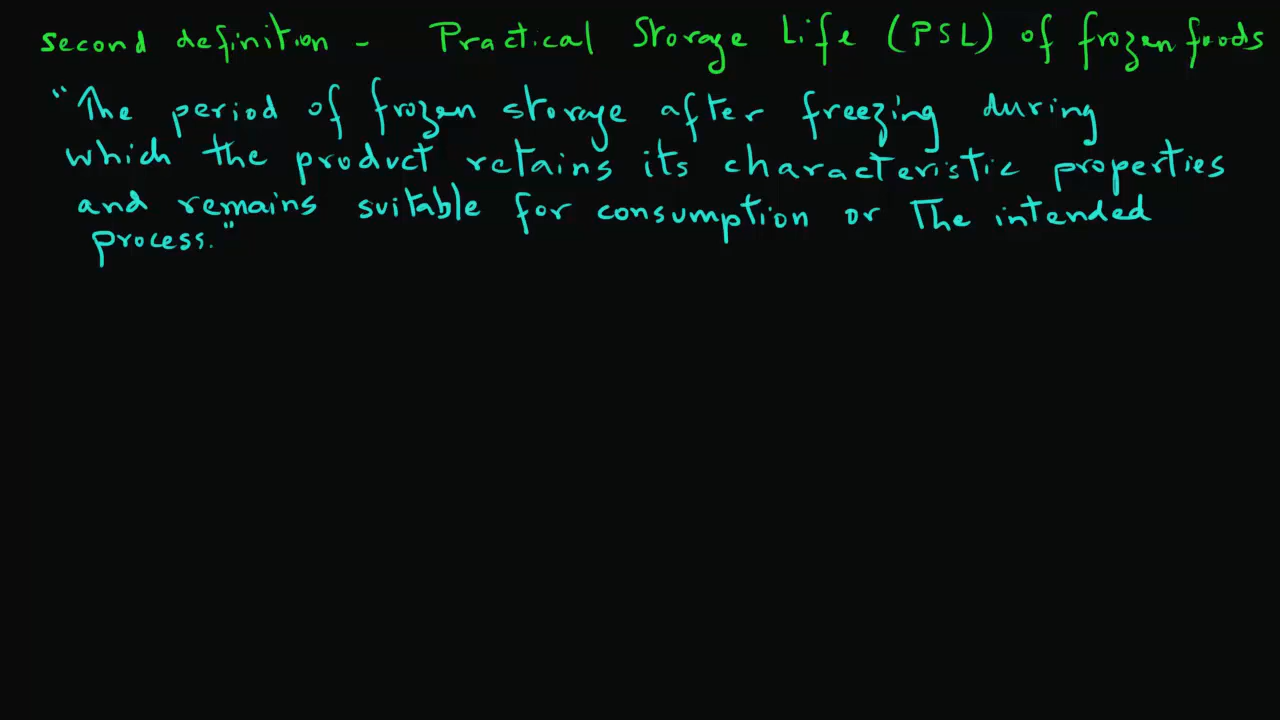 second definition - Practical Storage Life (PSL) of frozen foods
"The period of frozen storage after freezing during
which the product retains its characteristic properties
and remains suitable for consumption or The intended
process."